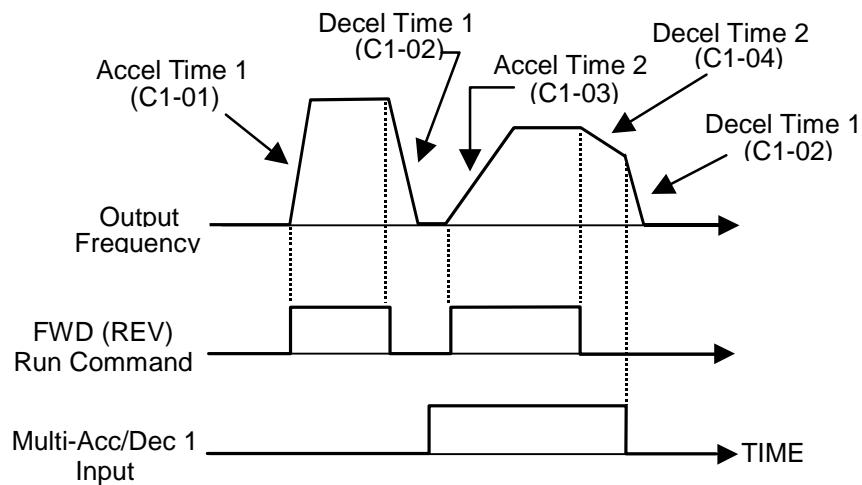 Decel Time 1
(C1-02)
Decel Time 2
(C1-04)
Accel Time 1
(C1-01)
Accel Time 2
(C1-03)
Decel Time 1
(C1-02)
Output
Frequency
FWD (REV)
Run Command
Multi-Acc/Dec 1
Input
TIME